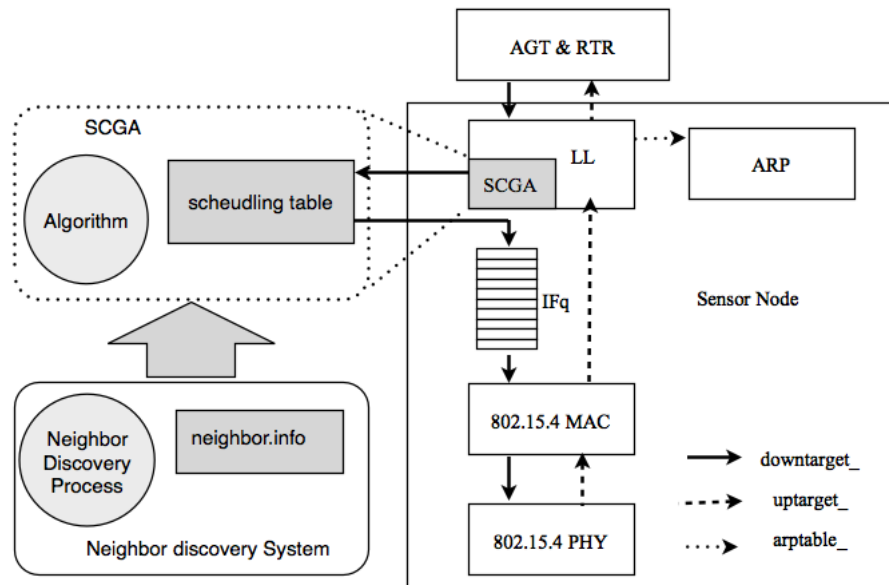 AGT & RTR
SCGA
Algorithm
scheudling table
LL
SCGA
ARP
IFq
Sensor Node
802.15.4 MAC
802.15.4 PHY
Neighbor
Discovery
Process
neighbor.info
Neighbor discovery System
downtarget_
uptarget_
arptable_